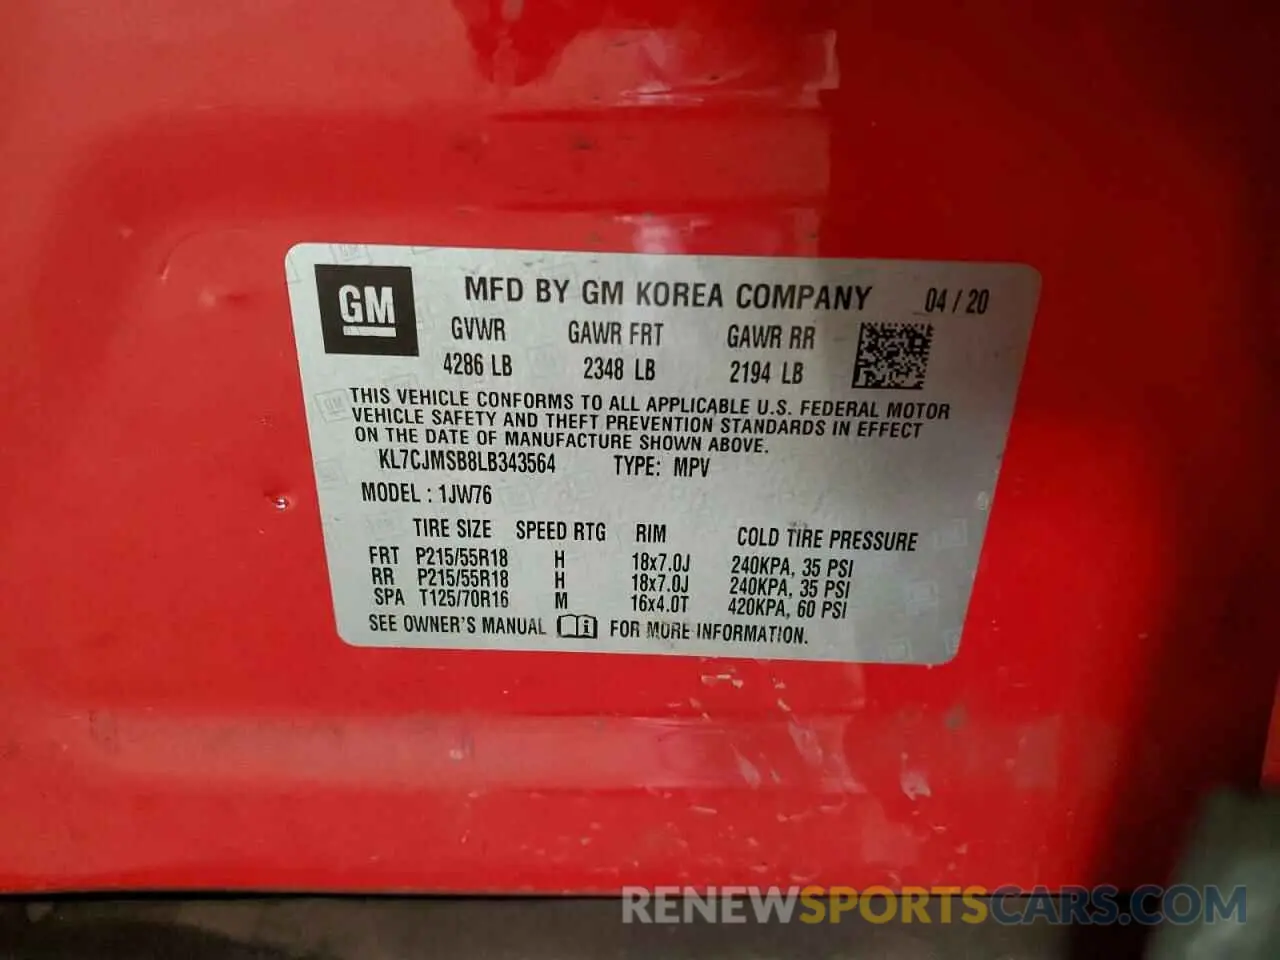 GM
MFD BY GM KOREA COMPANY 04 / 20
GVWR GAWR FRT GAWR RR
4286 LB 2348 LB 2194 LB
THIS VEHICLE CONFORMS TO ALL APPLICABLE U.S. FEDERAL MOTOR
VEHICLE SAFETY AND THEFT PREVENTION STANDARDS IN EFFECT
ON THE DATE OF MANUFACTURE SHOWN ABOVE.
KL7CJMSB8LB343564 TYPE: MPV
MODEL : 1JW76
TIRE SIZE SPEED RTG RIM COLD TIRE PRESSURE
FRT P215/55R18 H 18x7.0J 240KPA, 35 PSI
RR P215/55R18 H 18x7.0J 240KPA, 35 PSI
SPA T125/70R16 M 16x4.0T 420KPA, 60 PSI
SEE OWNER'S MANUAL i FOR MORE INFORMATION.
RENEWSPORTSCARS.COM